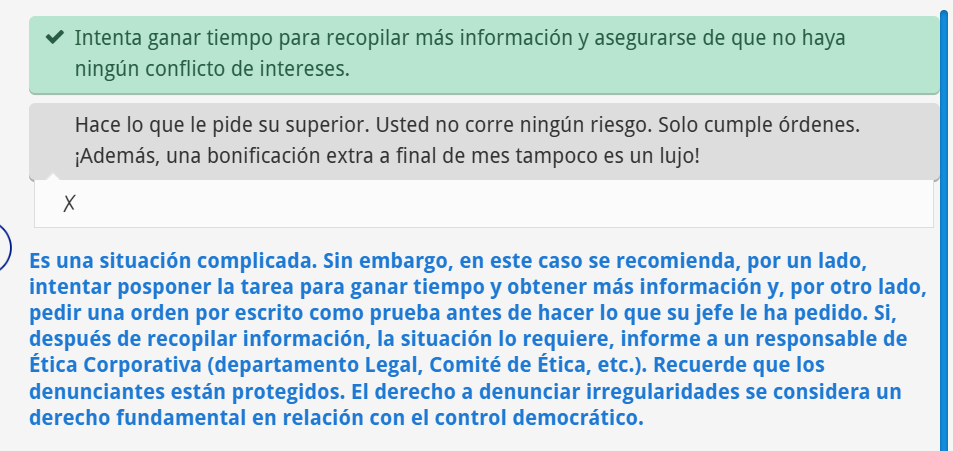 ✔ Intenta ganar tiempo para recopilar más información y asegurarse de que no haya
ningún conflicto de intereses.
Hace lo que le pide su superior. Usted no corre ningún riesgo. Solo cumple órdenes.
¡Además, una bonificación extra a final de mes tampoco es un lujo!
X
Es una situación complicada. Sin embargo, en este caso se recomienda, por un lado,
intentar posponer la tarea para ganar tiempo y obtener más información y, por otro lado,
pedir una orden por escrito como prueba antes de hacer lo que su jefe le ha pedido. Si,
después de recopilar información, la situación lo requiere, informe a un responsable de
Ética Corporativa (departamento Legal, Comité de Ética, etc.). Recuerde que los
denunciantes están protegidos. El derecho a denunciar irregularidades se considera un
derecho fundamental en relación con el control democrático.